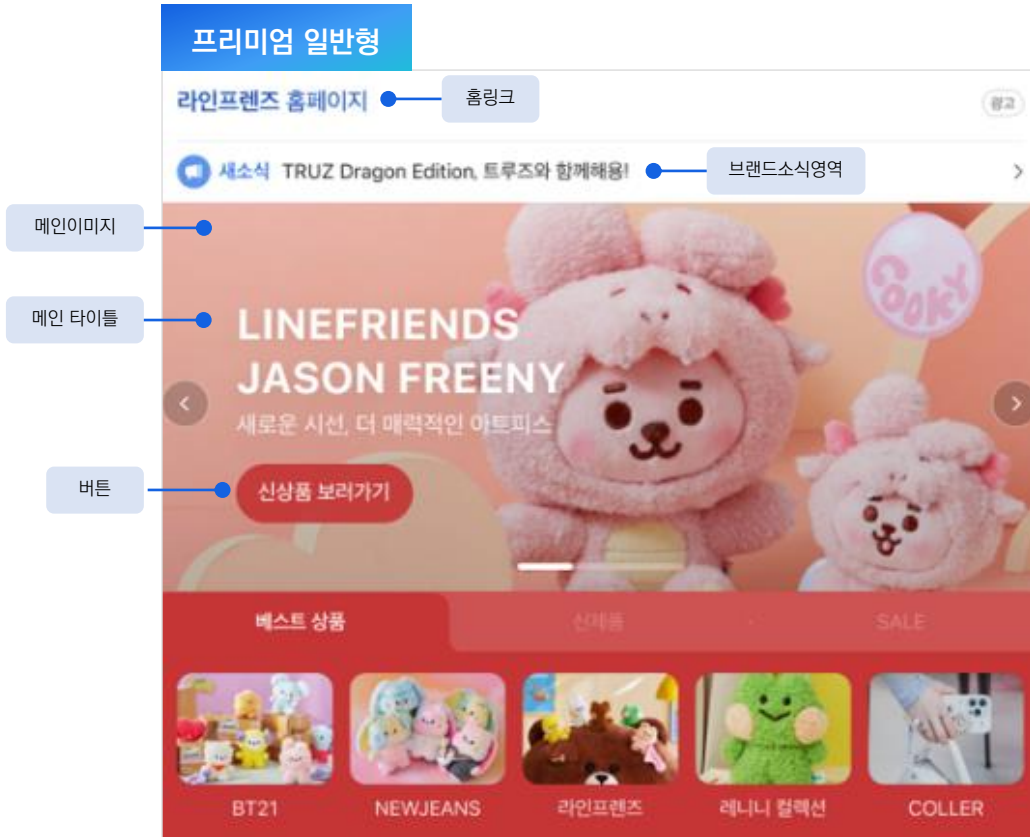 프리미엄 일반형
라인프렌즈 홈페이지
홈링크
광고
새소식 TRUZ Dragon Edition, 트루즈와 함께해용!
브랜드소식영역
메인이미지
COOKY
메인 타이틀
LINEFRIENDS
JASON FREENY
새로운 시선, 더 매력적인 아트피스
버튼
신상품 보러가기
베스트 상품
신제품
SALE
BT21
NEWJEANS
라인프렌즈
레니니 컬렉션
COLLER